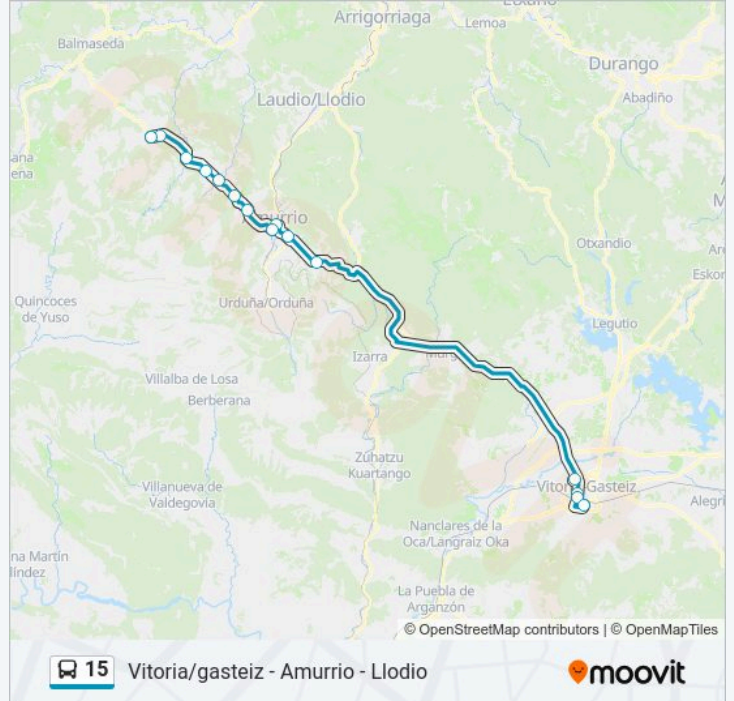 Arrigorriaga
Lemoa
Balmaseda
Durango
Abadiño
Laudio/Llodio
Amurrio
Otxandio
Quincoces
de Yuso
Urduña/Orduña
Legutio
Izarra
Villalba de Losa
Berberana
Zúhatzu
Kuartango
Vitoria-Gasteiz
Villanueva de
Valdegovía
Nanclares de la
Oca/Langraiz Oka
La Puebla de
Arganzón
© OpenStreetMap contributors | © OpenMapTiles
15 Vitoria/gasteiz - Amurrio - Llodio
moovit